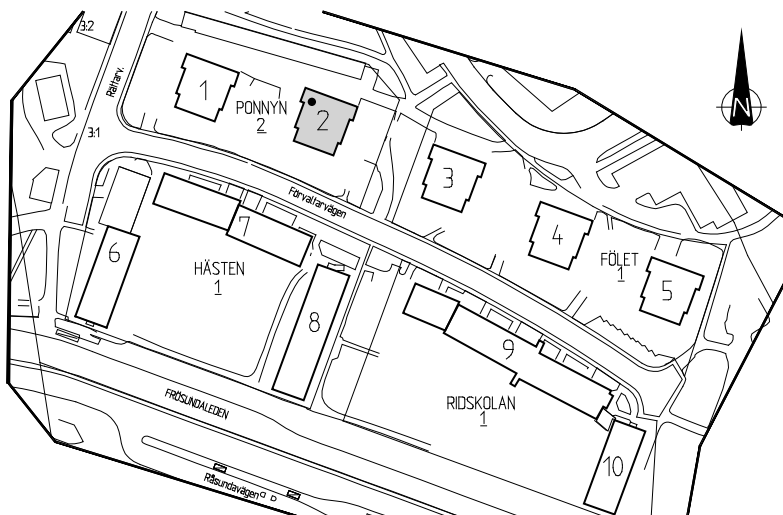 3:2
Ryttarv.
3:1
1
PONNYN
2
2
N
3
Förvaltarvägen
4
FÖLET
1
5
6
7
HÄSTEN
1
8
9
FRÖSUNDALEDEN
RIDSKOLAN
1
10
Råsundavägen